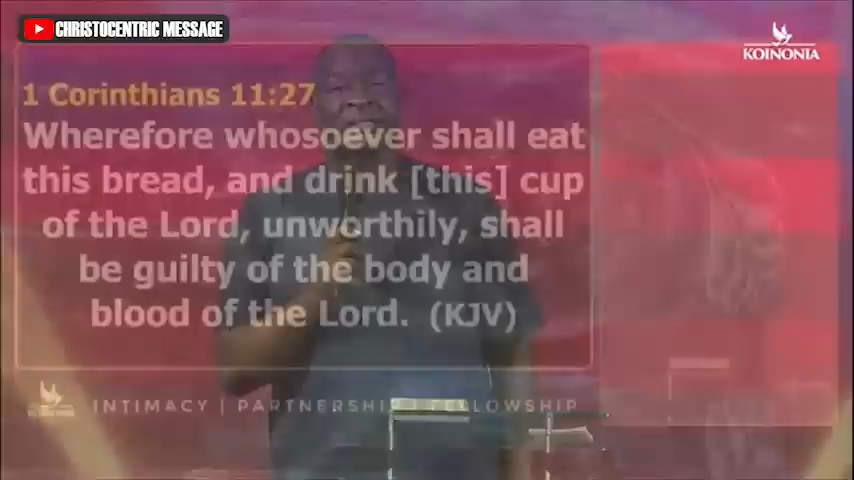 CHRISTOCENTRIC MESSAGE
KOINONIA
1 Corinthians 11:27
Wherefore whosoever shall eat
this bread, and drink [this] cup
of the Lord, unworthily, shall
be guilty of the body and
blood of the Lord. (KJV)
INTIMACY | PARTNERSHIP | FELLOWSHIP